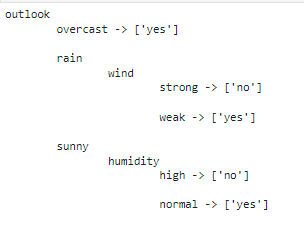 outlook
overcast -> ['yes']
rain
wind
strong -> ['no']
weak -> ['yes']
sunny
humidity
high -> ['no']
normal -> ['yes']